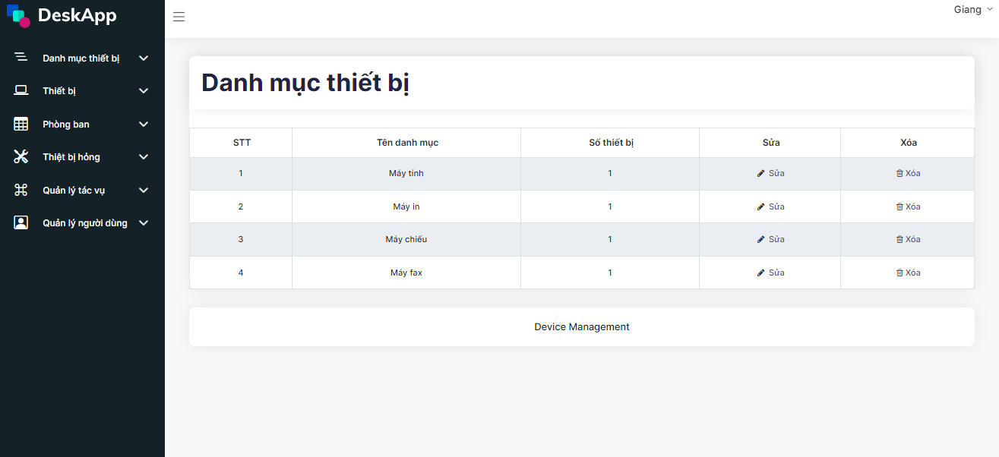 DeskApp
Giang
Danh mục thiết bị
Thiết bị
Phòng ban
Thiệt bị hỏng
Quản lý tác vụ
Quản lý người dùng
Danh mục thiết bị
STT Tên danh mục Số thiết bị Sửa Xóa
1 Máy tính 1 Sửa Xóa
2 Máy in 1 Sửa Xóa
3 Máy chiếu 1 Sửa Xóa
4 Máy fax 1 Sửa Xóa
Device Management